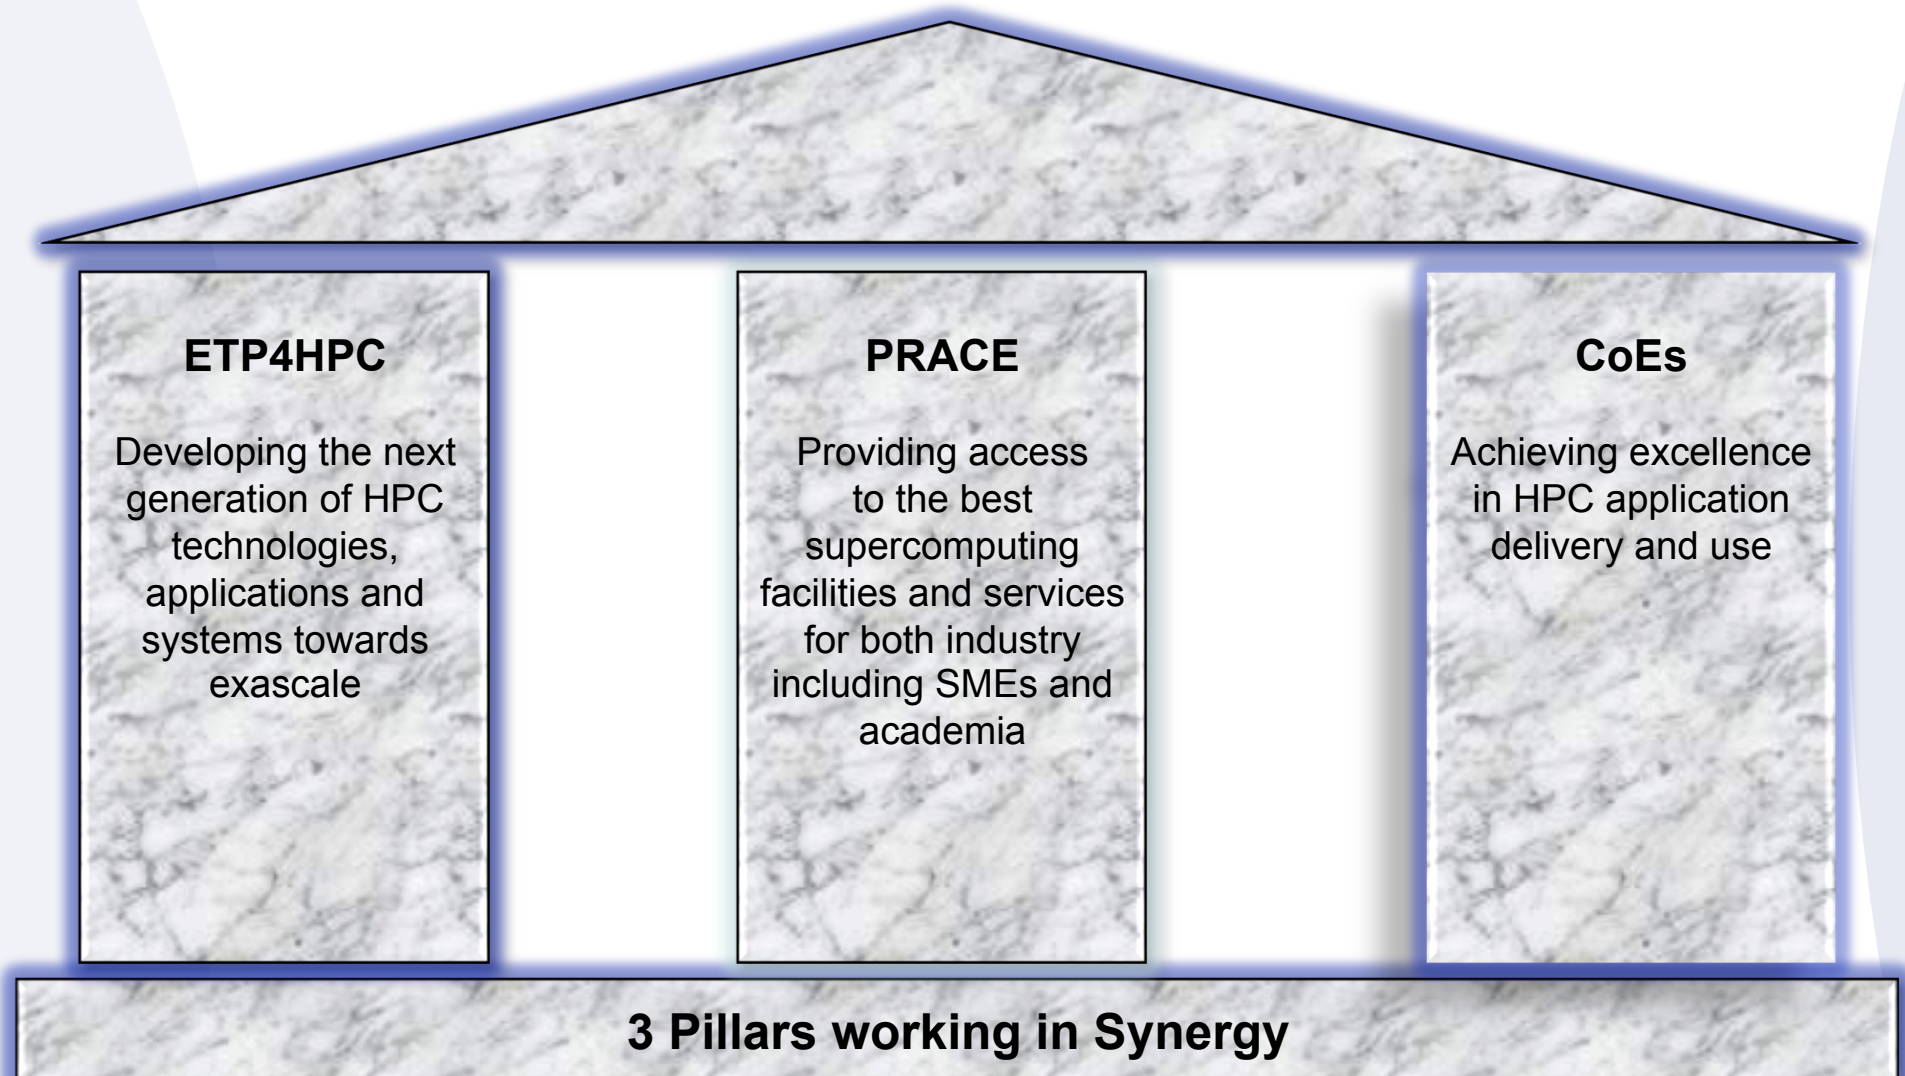 ETP4HPC
Developing the next
generation of HPC
technologies,
applications and
systems towards
exascale
PRACE
Providing access
to the best
supercomputing
facilities and services
for both industry
including SMEs and
academia
CoEs
Achieving excellence
in HPC application
delivery and use
3 Pillars working in Synergy